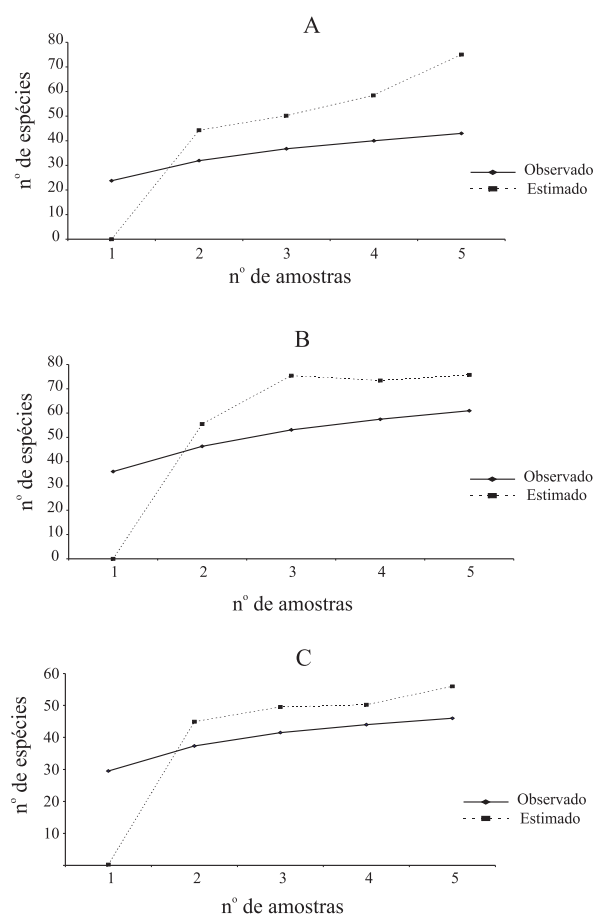 A
80
70
60
50
40
30
20
10
0
nº de espécies
1 2 3 4 5
nº de amostras
Observado
Estimado
B
80
70
60
50
40
30
20
10
0
nº de espécies
1 2 3 4 5
nº de amostras
Observado
Estimado
C
60
50
40
30
20
10
nº de espécies
1 2 3 4 5
nº de amostras
Observado
Estimado